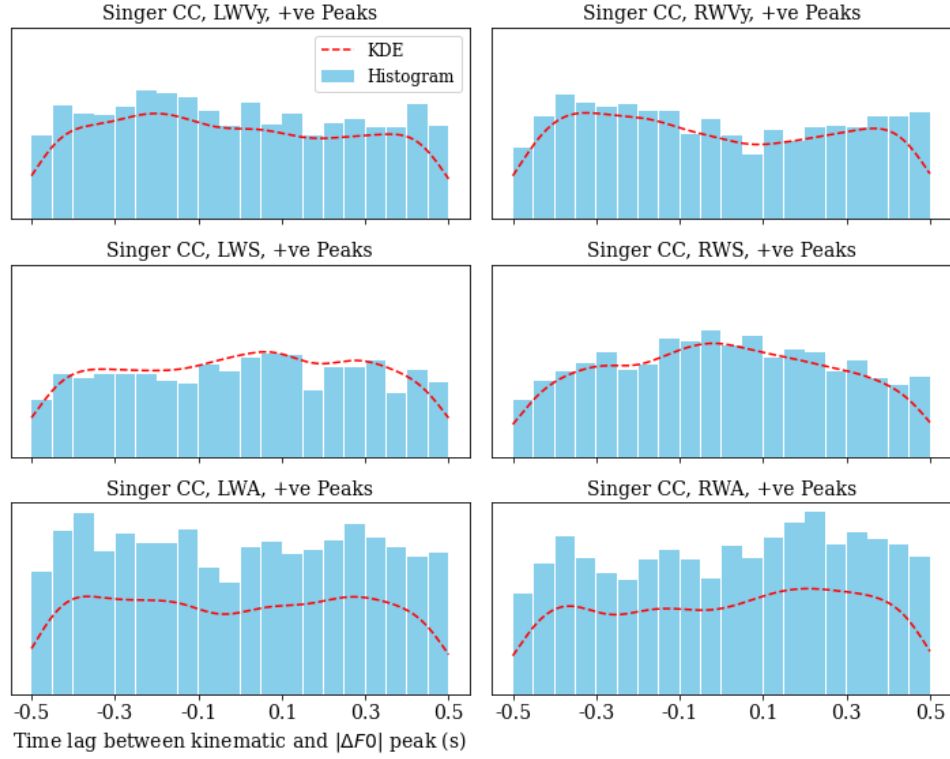 Singer CC, LWVy, +ve Peaks
Singer CC, RWVy, +ve Peaks
KDE
Histogram
Singer CC, LWS, +ve Peaks
Singer CC, RWS, +ve Peaks
Singer CC, LWA, +ve Peaks
Singer CC, RWA, +ve Peaks
-0.5 -0.3 -0.1 0.1 0.3 0.5
-0.5 -0.3 -0.1 0.1 0.3 0.5
Time lag between kinematic and |ΔF0| peak (s)